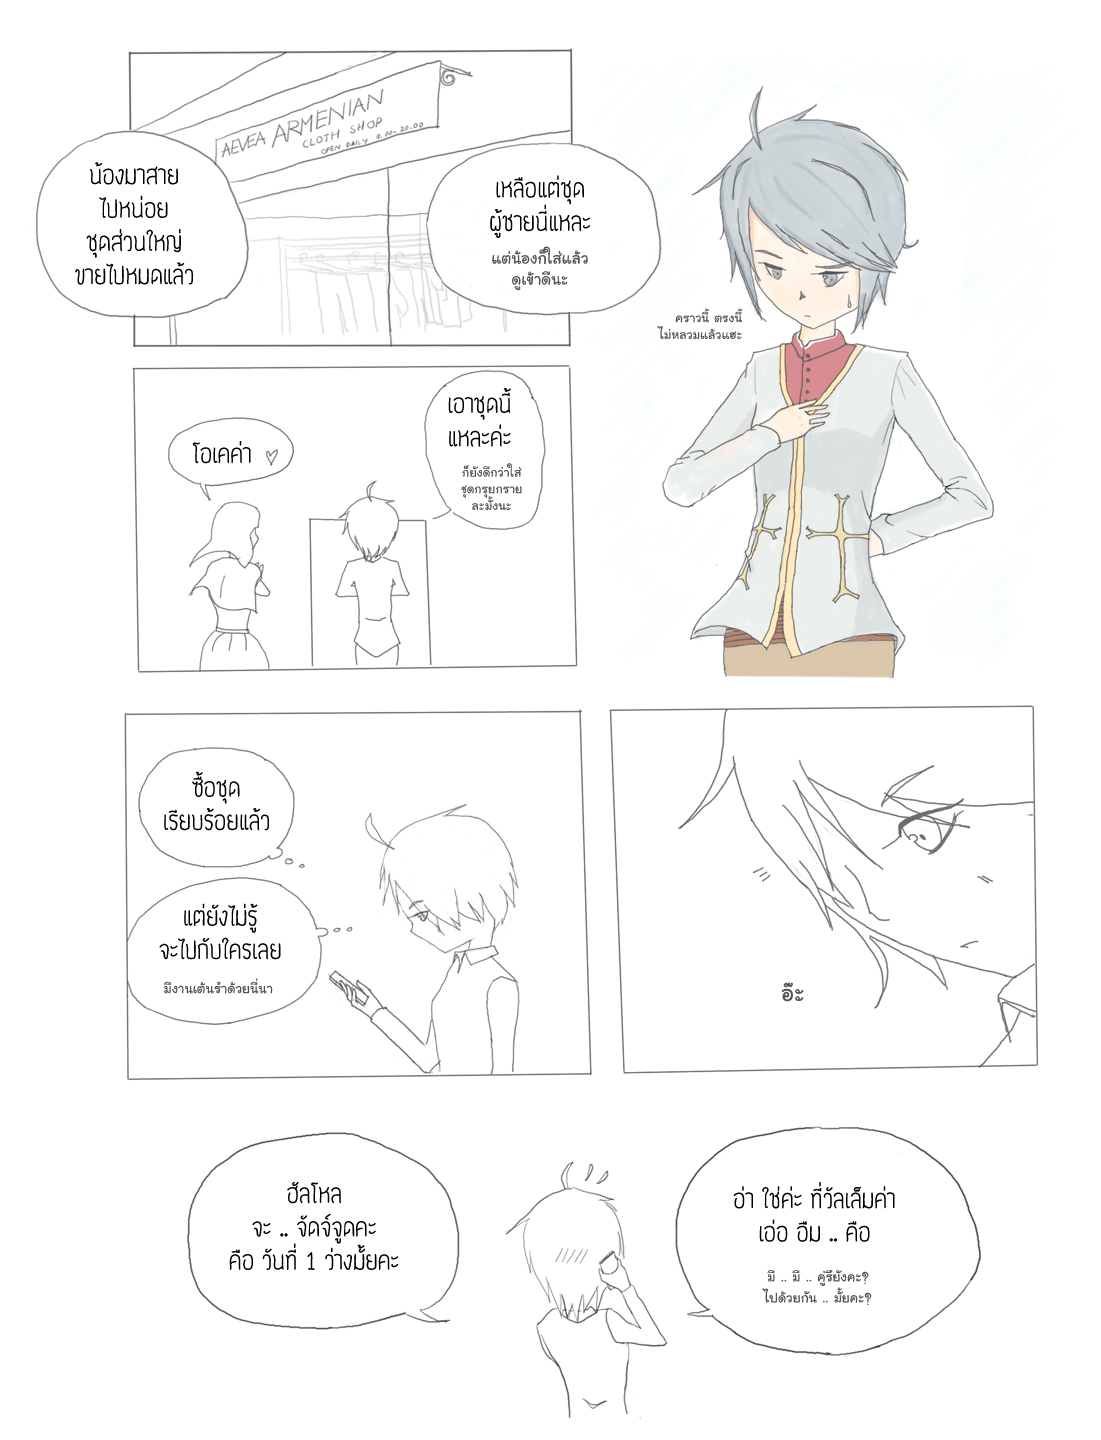 AEVEA ARMENIAN
CLOTH SHOP
OPEN DAILY 9.00-20.00
น้องมาสาย
ไปหน่อย
ชุดส่วนใหญ่
ขายไปหมดแล้ว
เหลือแต่ชุด
ผู้ชายนี่แหละ
แต่น้องก็ใส่แล้ว
ดูเข้าดีนะ
คราวนี้ ตรงนี้
ไม่หลวมแล้วแฮะ
เอาชุดนี้
แหละค่ะ
ก็ยังดีกว่าใส่
ชุดกรุยกราย
ละมั้งนะ
โอเคค่า ♡
ซื้อชุด
เรียบร้อยแล้ว
แต่ยังไม่รู้
จะไปกับใครเลย
มีงานเต้นรำด้วยนี่นา
อ๊ะ
ฮัลโหล
จะ .. จัดจ์จูดคะ
คือ วันที่ 1 ว่างมั้ยคะ
อ่า ใช่ค่ะ ที่วัลเล็มค่า
เอ่อ อืม .. คือ
มี .. มี .. คู่รึยังคะ?
ไปด้วยกัน .. มั้ยคะ?